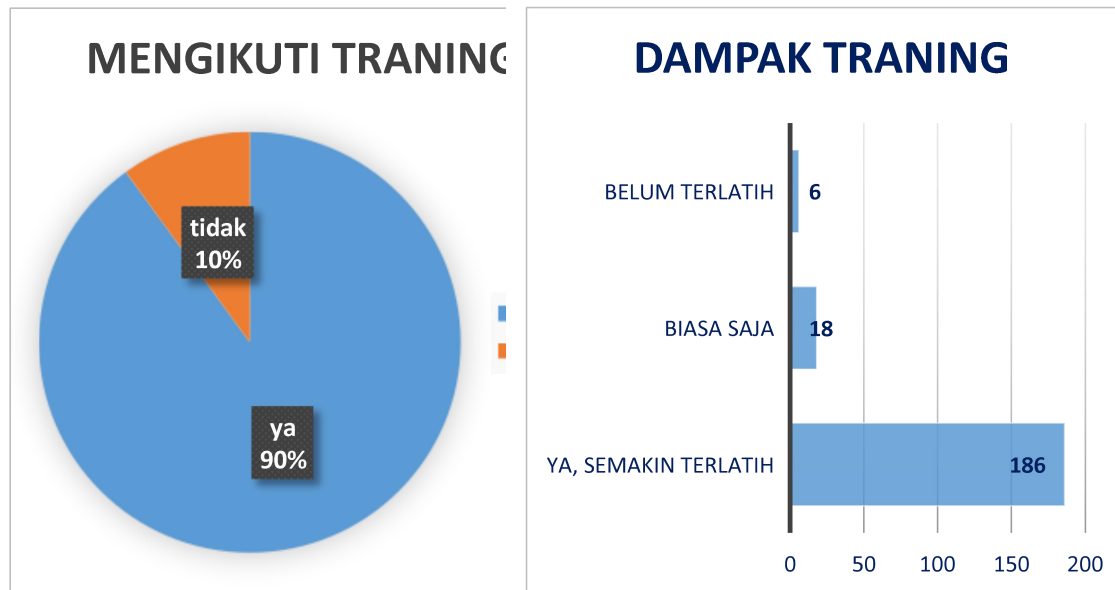 MENGIKUTI TRANING
tidak
10%
ya
90%
DAMPAK TRANING
BELUM TERLATIH
6
BIASA SAJA
18
YA, SEMAKIN TERLATIH
186
0 50 100 150 200